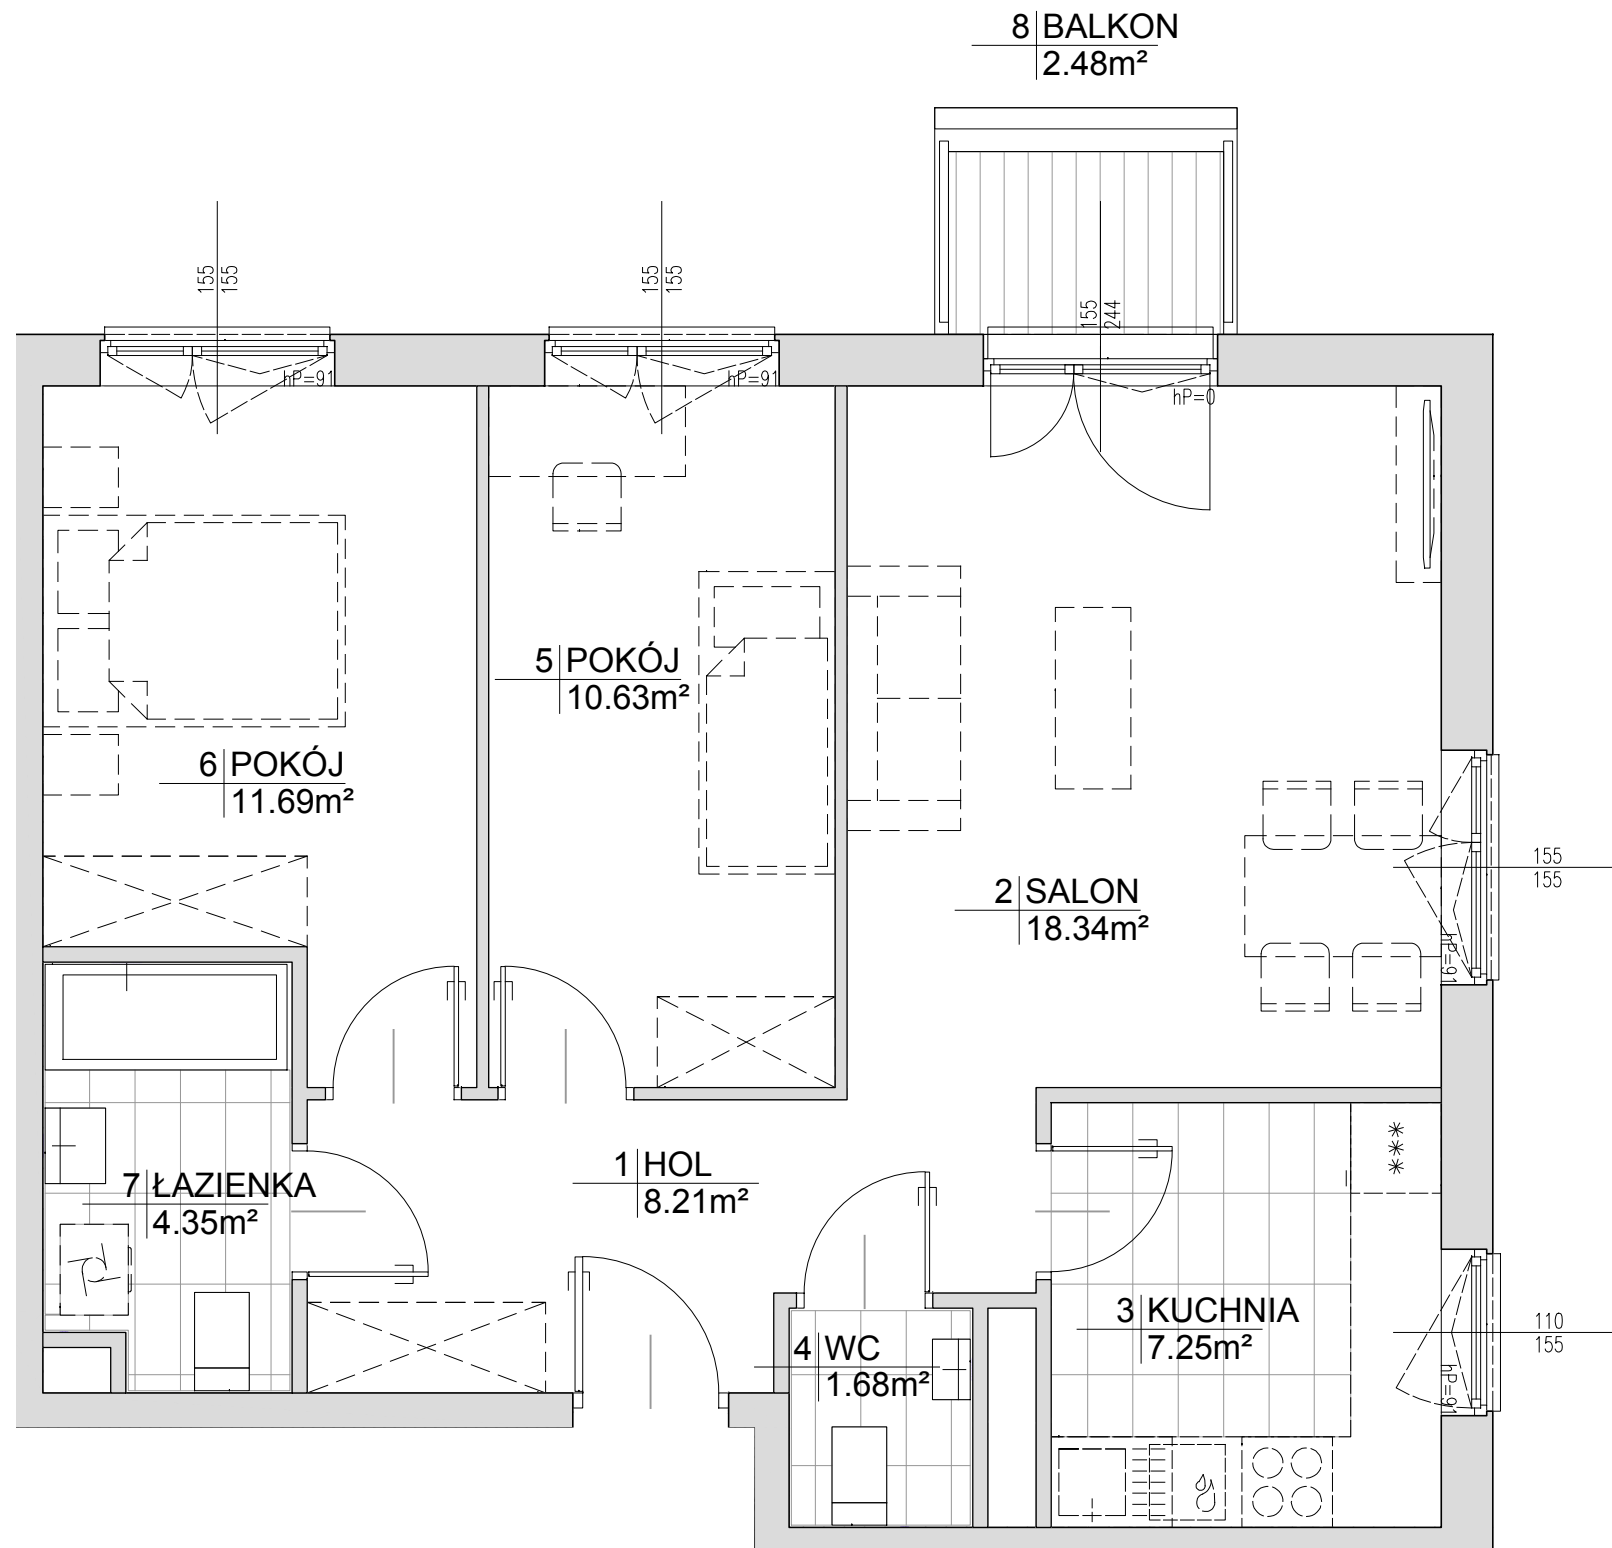 8 BALKON
2.48m²
155
155
155
155
155
244
hP=91
hP=91
hP=0
5 POKÓJ
10.63m²
6 POKÓJ
11.69m²
2 SALON
18.34m²
155
155
hP=91
***
1 HOL
8.21m²
7 ŁAZIENKA
4.35m²
3 KUCHNIA
7.25m²
110
155
hP=91
4 WC
1.68m²